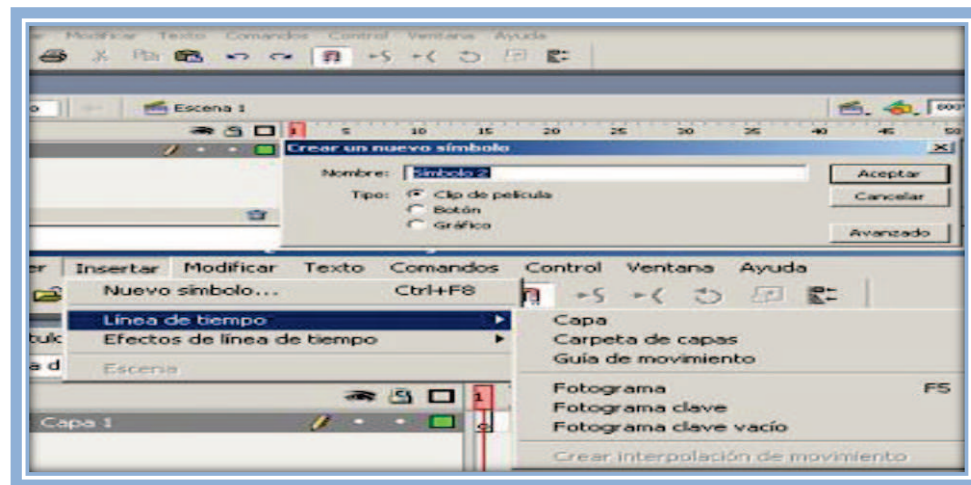 Modificar Texto Comandos Control Ventana Ayuda
Escena 1
1 5 10 15 20 25 30 35 40 45 50
Crear un nuevo símbolo
Nombre: Símbolo 2 Aceptar
Tipo: Clip de película Cancelar
Botón
Gráfico
Avanzado
Insertar Modificar Texto Comandos Control Ventana Ayuda
Nuevo símbolo... Ctrl+F8
Línea de tiempo Capa
Efectos de línea de tiempo Carpeta de capas
Guía de movimiento
Escena
Fotograma F5
1
Fotograma clave
Capa 1 Fotograma clave vacío
Crear interpolación de movimiento